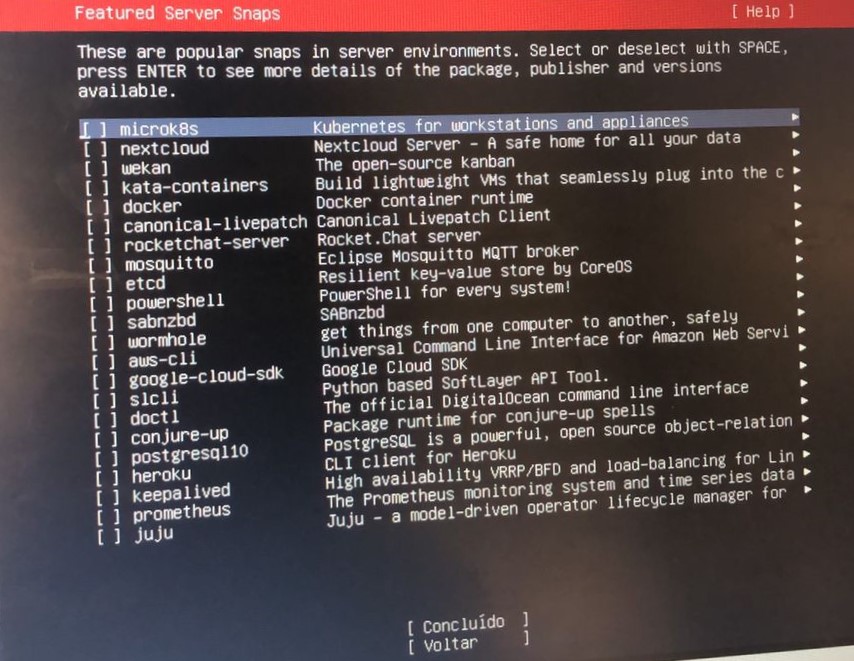 Featured Server Snaps [ Help ]
These are popular snaps in server environments. Select or deselect with SPACE,
press ENTER to see more details of the package, publisher and versions
available.
[ ] microk8s Kubernetes for workstations and appliances
[ ] nextcloud Nextcloud Server - A safe home for all your data
[ ] wekan The open-source kanban
[ ] kata-containers Build lightweight VMs that seamlessly plug into the c
[ ] docker Docker container runtime
[ ] canonical-livepatch Canonical Livepatch Client
[ ] rocketchat-server Rocket.Chat server
[ ] mosquitto Eclipse Mosquitto MQTT broker
[ ] etcd Resilient key-value store by CoreOS
[ ] powershell PowerShell for every system!
[ ] sabnzbd SABnzbd
[ ] wormhole get things from one computer to another, safely
[ ] aws-cli Universal Command Line Interface for Amazon Web Servi
[ ] google-cloud-sdk Google Cloud SDK
[ ] slcli Python based SoftLayer API Tool.
[ ] doctl The official DigitalOcean command line interface
[ ] conjure-up Package runtime for conjure-up spells
[ ] postgresql10 PostgreSQL is a powerful, open source object-relation
[ ] heroku CLI client for Heroku
[ ] keepalived High availability VRRP/BFD and load-balancing for Lin
[ ] prometheus The Prometheus monitoring system and time series data
[ ] juju Juju - a model-driven operator lifecycle manager for
[ Concluído ]
[ Voltar ]